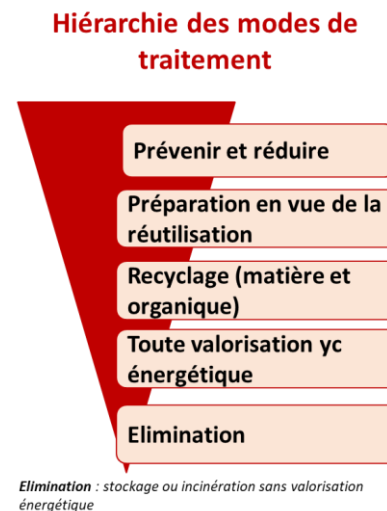 Hiérarchie des modes de
traitement
Prévenir et réduire
Préparation en vue de la
réutilisation
Recyclage (matière et
organique)
Toute valorisation yc
énergétique
Elimination
Elimination : stockage ou incinération sans valorisation
énergétique